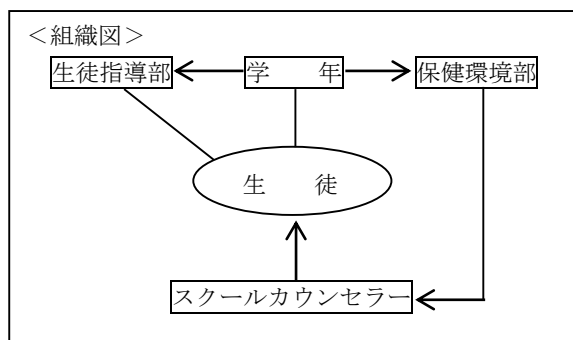 ＜組織図＞
生徒指導部
学　　年
保健環境部
生　　徒
スクールカウンセラー